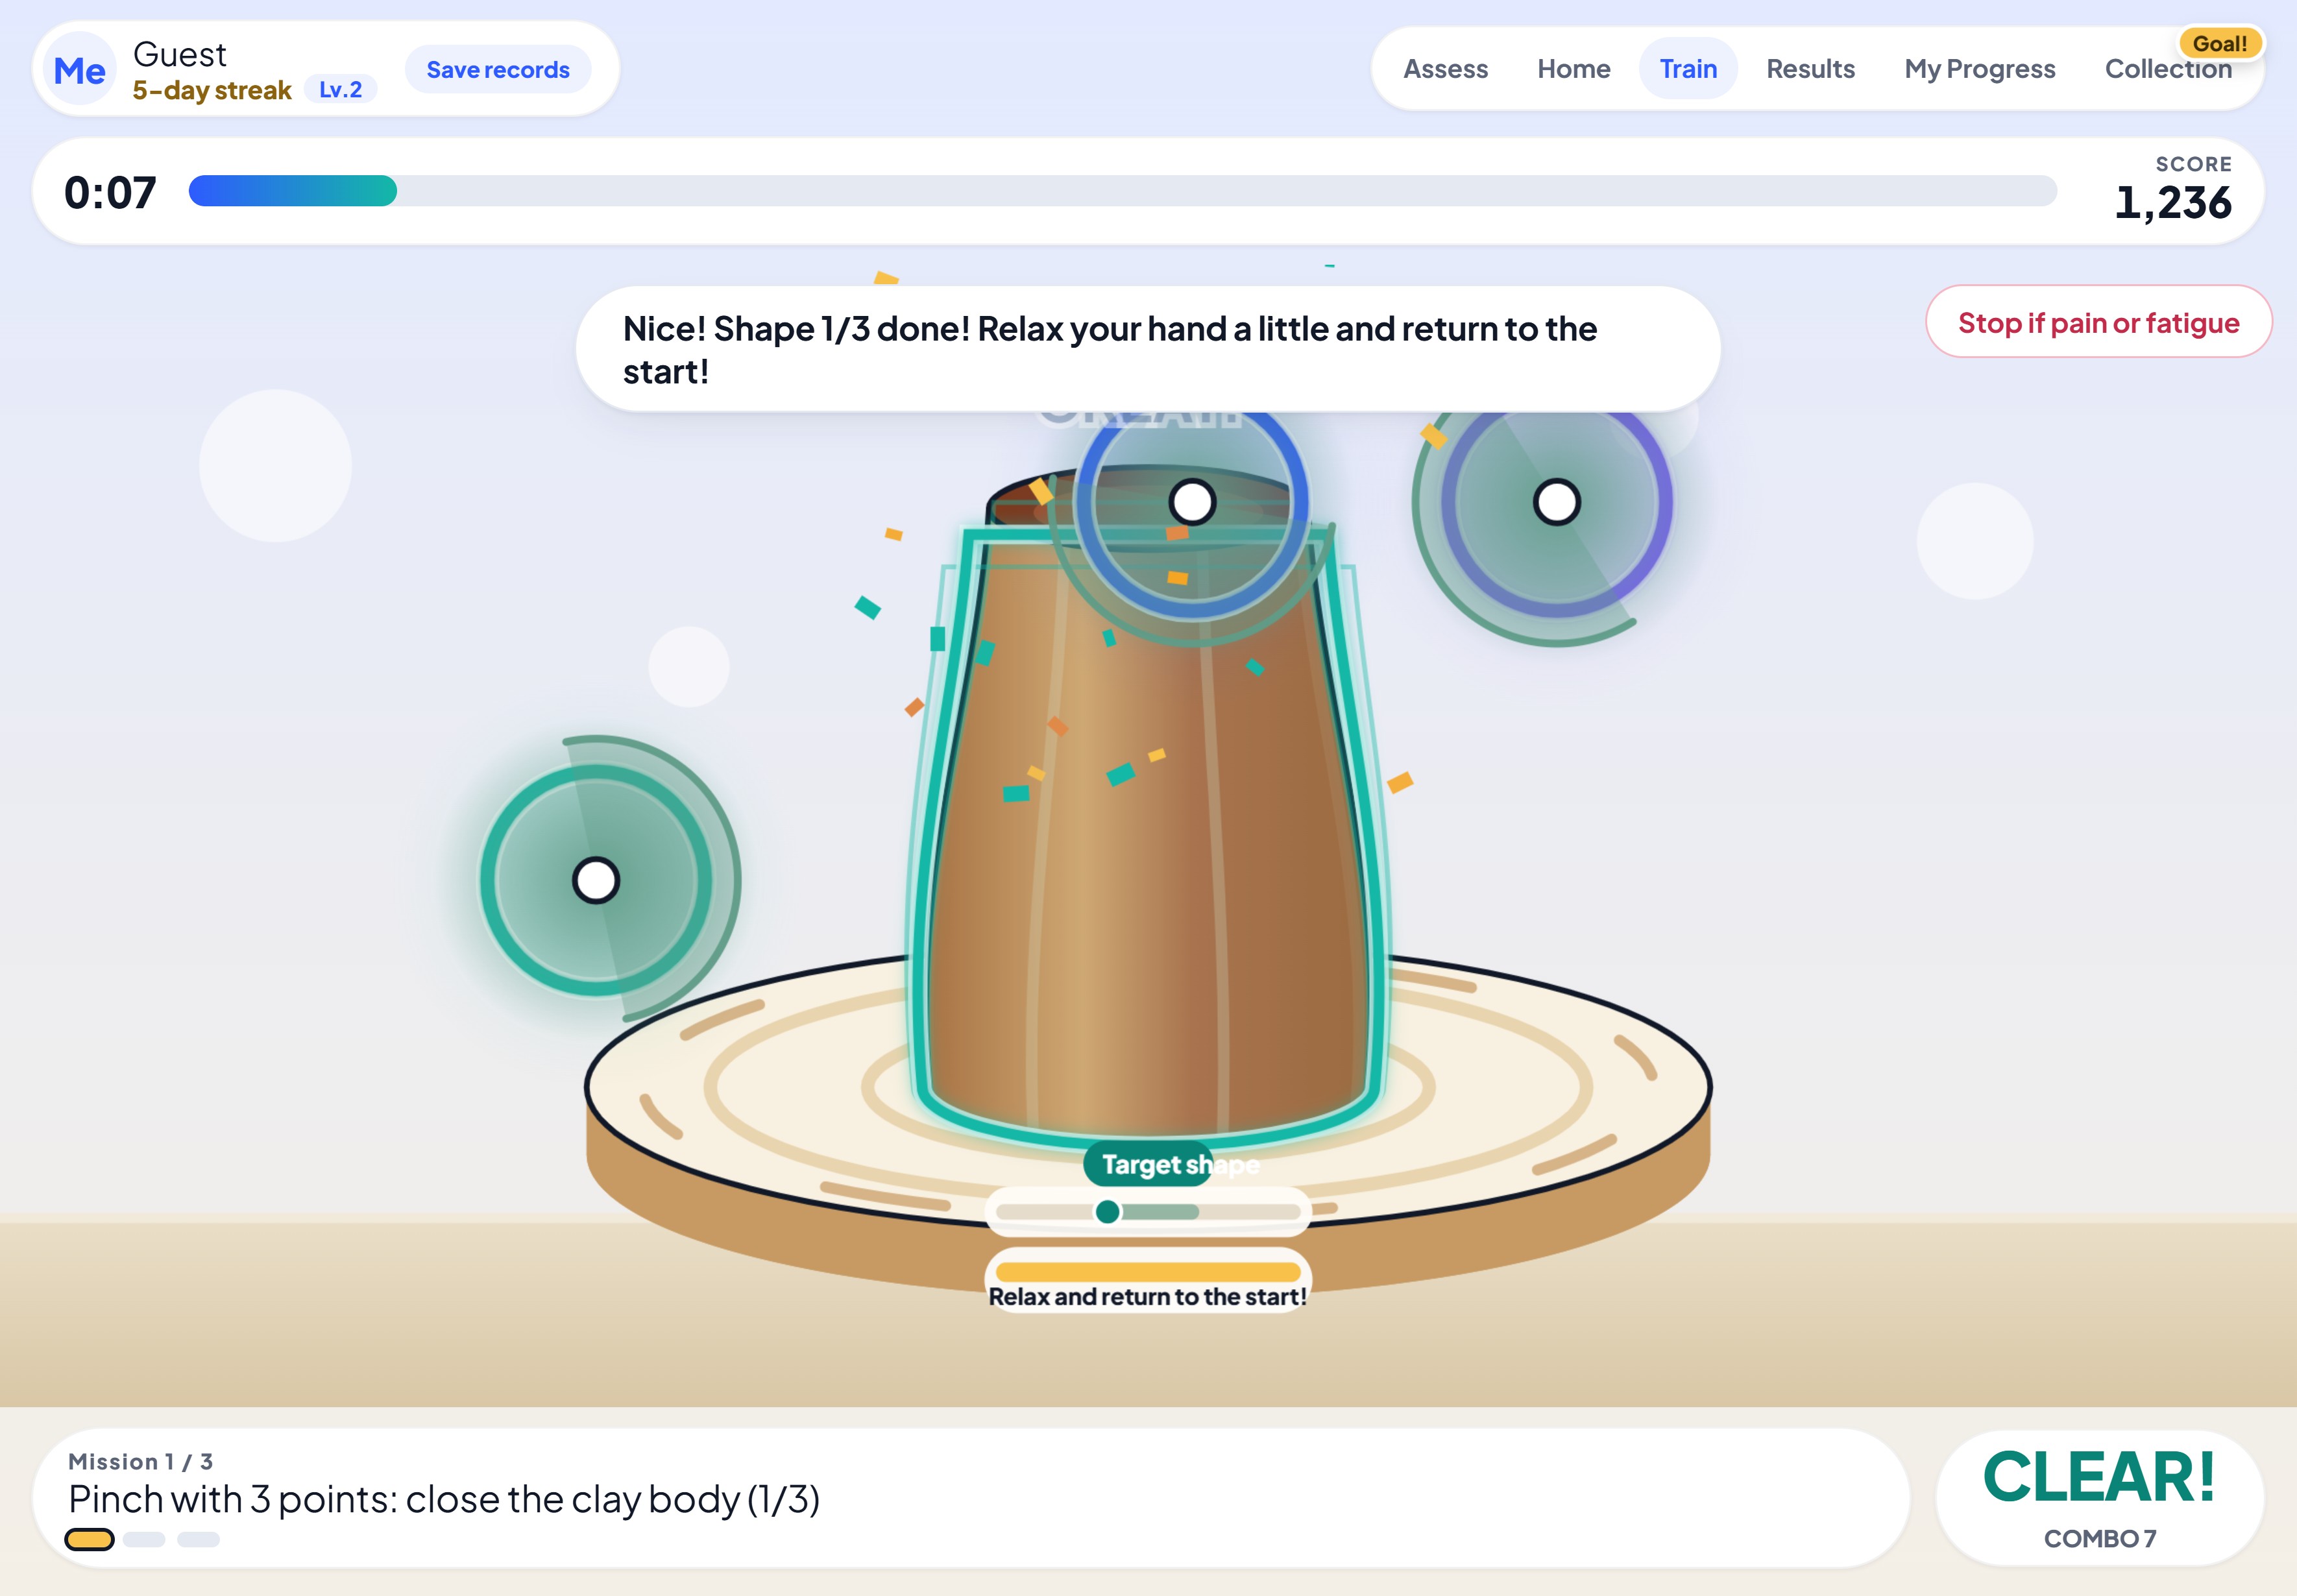 Me
Guest
5-day streak
Lv.2
Save records
Assess
Home
Train
Results
My Progress
Collection
Goal!
0:07
SCORE
1,236
Nice! Shape 1/3 done! Relax your hand a little and return to the
start!
Stop if pain or fatigue
Target shape
Relax and return to the start!
Mission 1 / 3
Pinch with 3 points: close the clay body (1/3)
CLEAR!
COMBO 7